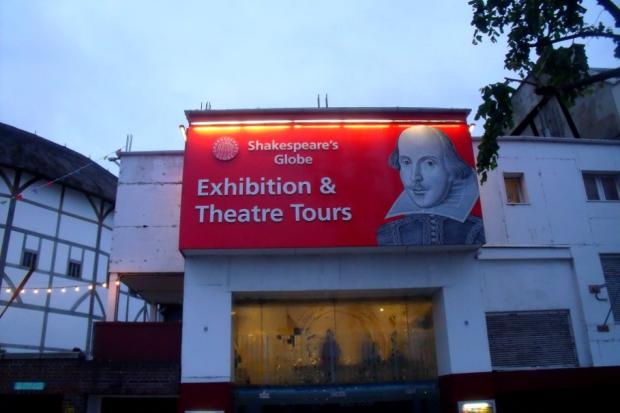 Shakespeare's
Globe
Exhibition &
Theatre Tours